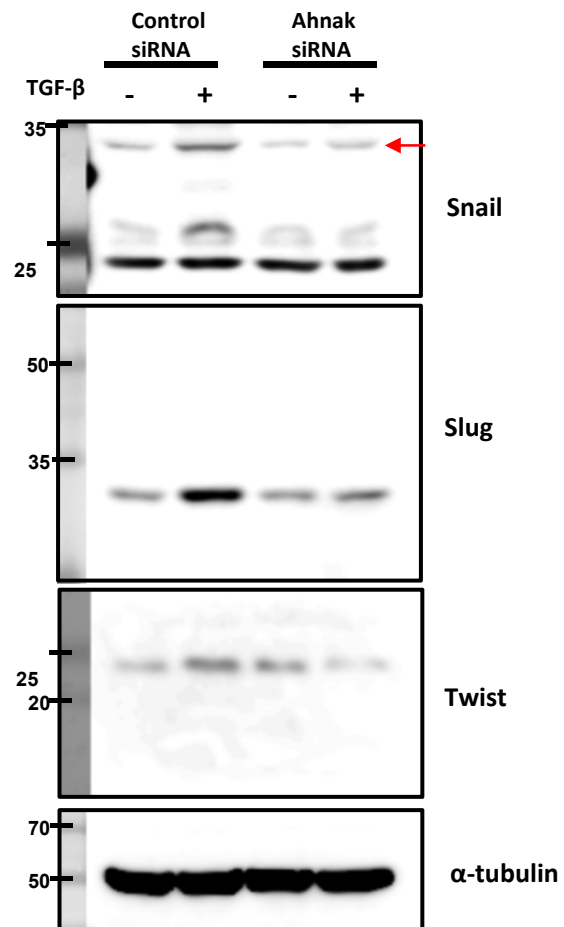 Control siRNA
Ahnak siRNA
TGF-β - + - +
35
25
Snail
50
35
Slug
25
20
Twist
70
50
α-tubulin